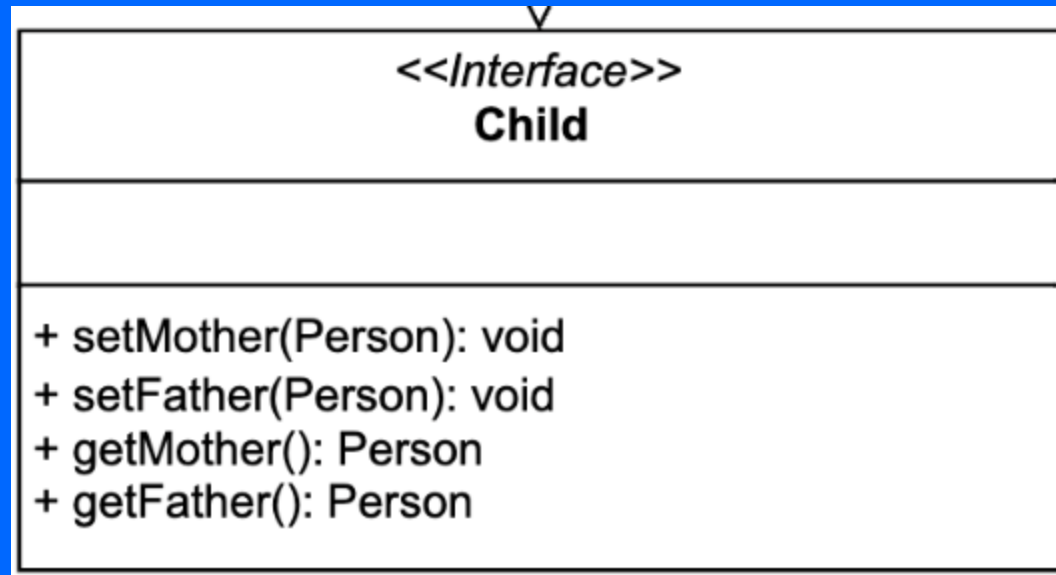 <<Interface>>
Child
+ setMother(Person): void
+ setFather(Person): void
+ getMother(): Person
+ getFather(): Person